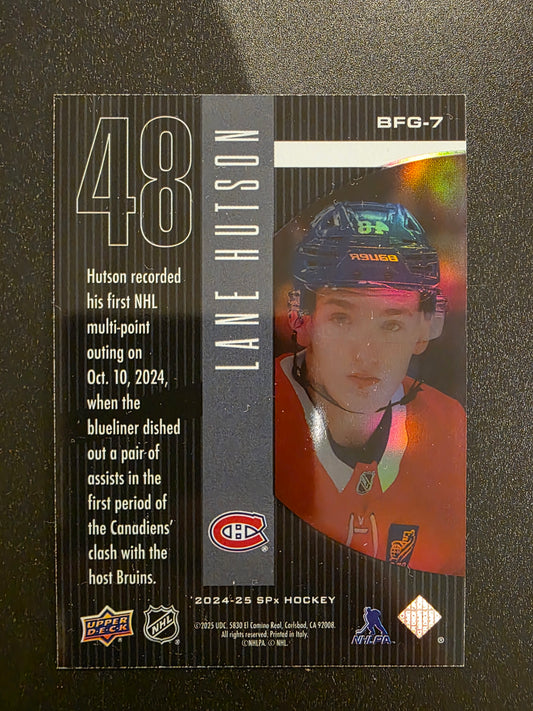 BFG-7
48
LANE HUTSON
48
BAUER
Hutson recorded
his first NHL
multi-point
outing on
Oct. 10, 2024,
when the
blueliner dished
out a pair of
assists in the
first period of
the Canadiens'
clash with the
host Bruins.
2024-25 SPx HOCKEY
UPPER
DECK
NHL
©2025 UDC. 5830 El Camino Real, Carlsbad, CA 92008.
All rights reserved. Printed in Italy.
©NHLPA. © NHL.
NHLPA